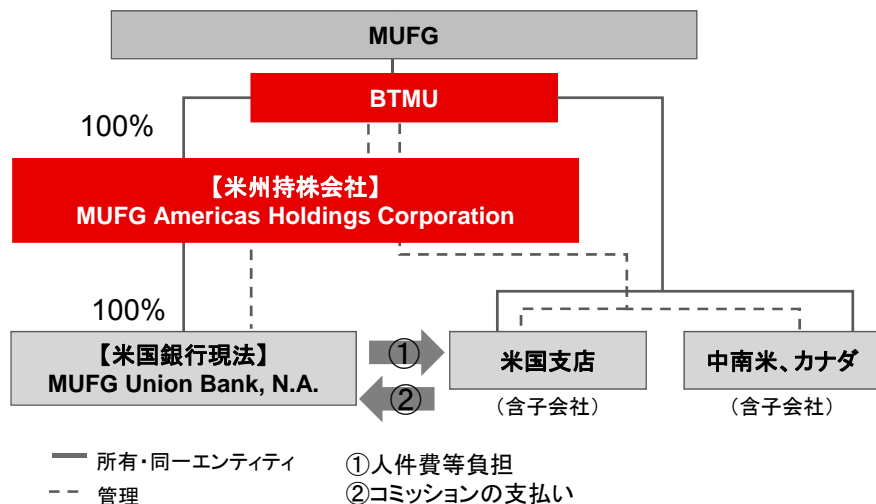 MUFG
BTMU
100%
【米州持株会社】
MUFG Americas Holdings Corporation
100%
【米国銀行現法】
MUFG Union Bank, N.A.
①
②
米国支店
(含子会社)
中南米、カナダ
(含子会社)
所有・同一エンティティ
管理
①人件費等負担
②コミッションの支払い